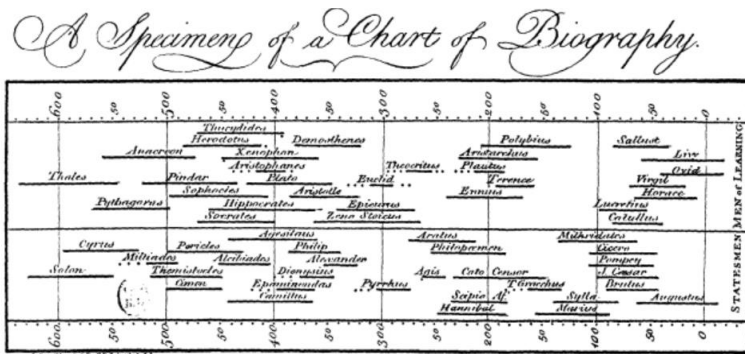 A Specimen of a Chart of Biography.
600 50 500 50 400 50 300 50 200 50 100 50 0
Thucydides
Herodotus Demosthenes Polybius Sallust
Anacreon Xenophon Aristarchus Livy
Aristophanes Theocritus Plautus Ovid
Thales Pindar Plato Euclid Terence Virgil
Sophocles Aristotle Ennius Horace
Pythagoras Hippocrates Epicurus Lucretius
Socrates Zeno Stoicus Catullus
MEN OF LEARNING
Agesilaus Aratus Mithridates
Cyrus Pericles Philip Philopœmen Cicero
Miltiades Alcibiades Alexander Pompey
Solon Themistocles Dionysius Agis Cato Censor J. Cæsar
Cimon Epaminondas Pyrrhus T. Gracchus Brutus
Camillus Scipio Af. Sylla Augustus
Hannibal Marius
STATESMEN
600 50 500 50 400 50 300 50 200 50 100 50 0